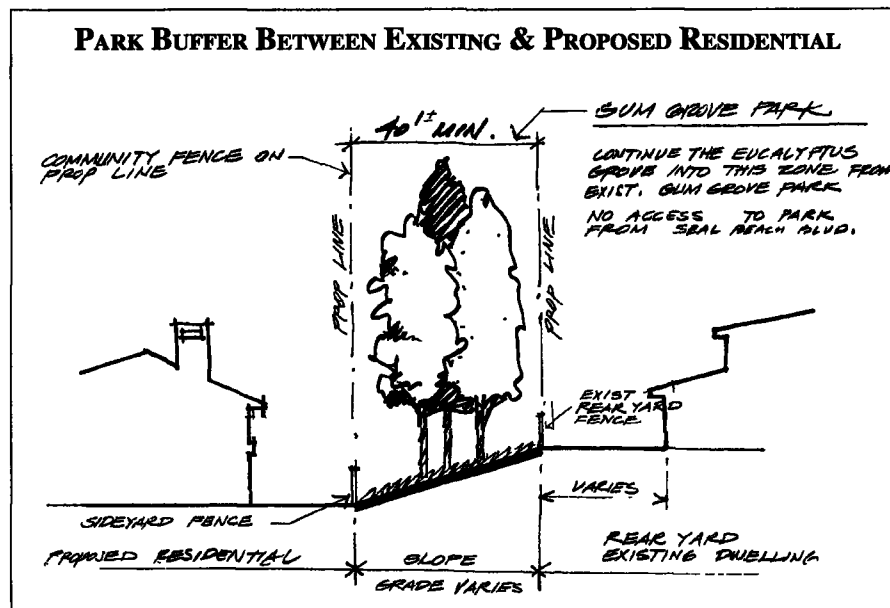 PARK BUFFER BETWEEN EXISTING & PROPOSED RESIDENTIAL
40'± MIN.
GUM GROVE PARK
COMMUNITY FENCE ON
PROP LINE
CONTINUE THE EUCALYPTUS
GROVE INTO THIS ZONE FROM
EXIST. GUM GROVE PARK
NO ACCESS TO PARK
FROM SEAL BEACH BLVD.
PROP LINE
PROP LINE
EXIST
REAR YARD
FENCE
VARIES
SIDEYARD FENCE
PROPOSED RESIDENTIAL
SLOPE
GRADE VARIES
REAR YARD
EXISTING DWELLING